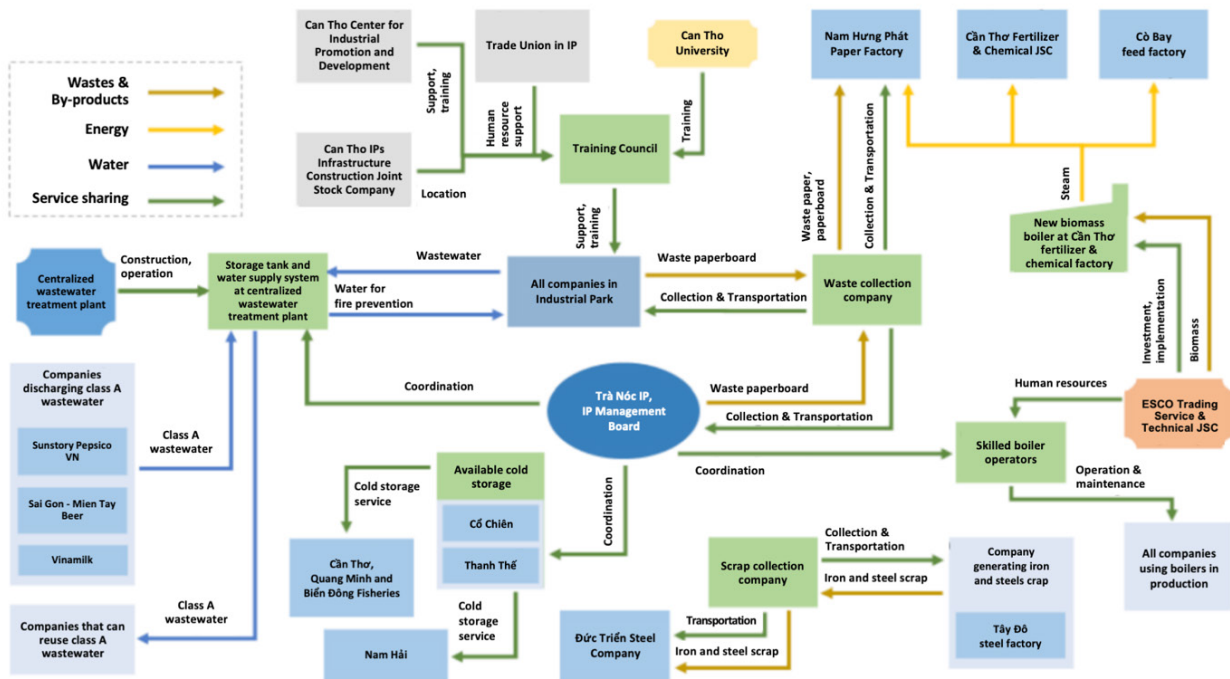 Can Tho Center for
Industrial
Promotion and
Development
Trade Union in IP
Can Tho
University
Nam Hưng Phát
Paper Factory
Cần Thơ Fertilizer
& Chemical JSC
Cò Bay
feed factory
Wastes &
By-products
Energy
Water
Service sharing
Support,
training
Human
resource
support
Training
Can Tho IPs
Infrastructure
Construction Joint
Stock Company
Location
Training Council
Support,
training
Waste paper,
paperboard
Collection & Transportation
Steam
New biomass
boiler at Cần Thơ
fertilizer &
chemical factory
Centralized
wastewater
treatment plant
Construction,
operation
Storage tank and
water supply system
at centralized
wastewater
treatment plant
Wastewater
Water for
fire prevention
All companies in
Industrial Park
Waste paperboard
Collection & Transportation
Waste collection
company
Investment,
implementation
Biomass
Companies
discharging class A
wastewater
Sunstory Pepsico
VN
Sai Gon - Mien Tay
Beer
Vinamilk
Class A
wastewater
Coordination
Trà Nóc IP,
IP Management
Board
Waste paperboard
Collection & Transportation
Human resources
ESCO Trading
Service &
Technical JSC
Coordination
Skilled boiler
operators
Operation &
maintenance
All companies
using boilers in
production
Cold storage
service
Available cold
storage
Cổ Chiên
Thanh Thế
Coordination
Cần Thơ,
Quang Minh and
Biển Đông Fisheries
Cold
storage
service
Nam Hải
Class A
wastewater
Companies that can
reuse class A
wastewater
Scrap collection
company
Collection &
Transportation
Iron and steel scrap
Company
generating iron
and steels crap
Tây Đô
steel factory
Transportation
Đức Triển Steel
Company
Iron and steel scrap